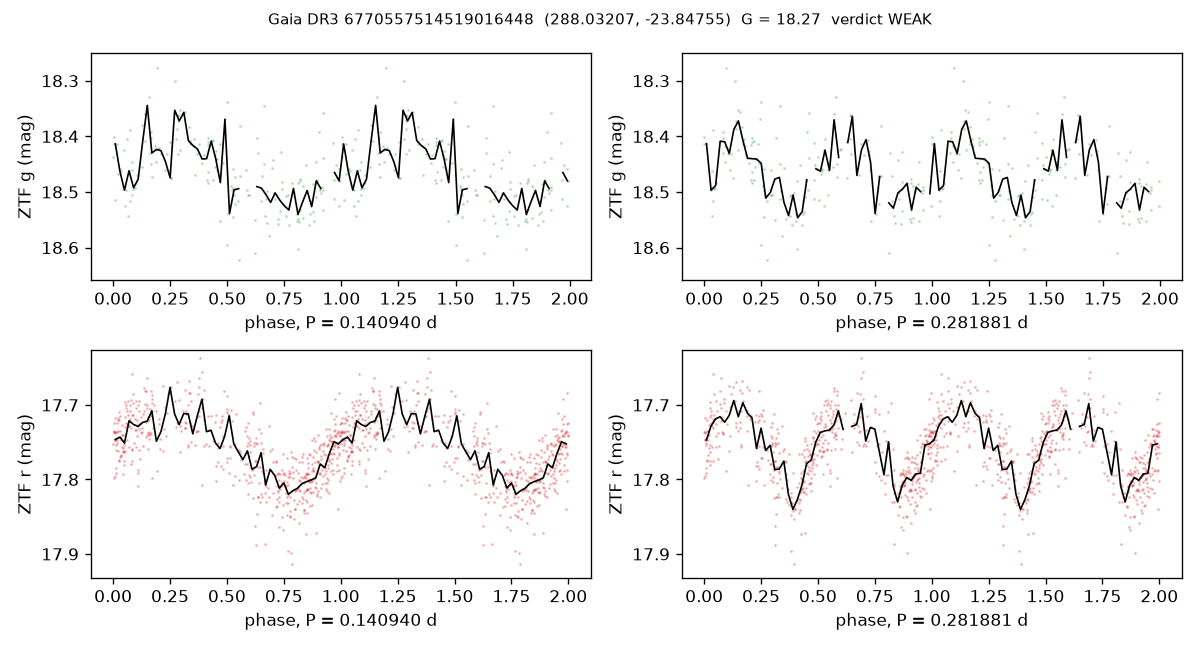 Gaia DR3 6770557514519016448 (288.03207, -23.84755) G = 18.27 verdict WEAK
ZTF g (mag)
18.3
18.4
18.5
18.6
0.00 0.25 0.50 0.75 1.00 1.25 1.50 1.75 2.00
phase, P = 0.140940 d
ZTF g (mag)
18.3
18.4
18.5
18.6
0.00 0.25 0.50 0.75 1.00 1.25 1.50 1.75 2.00
phase, P = 0.281881 d
ZTF r (mag)
17.7
17.8
17.9
0.00 0.25 0.50 0.75 1.00 1.25 1.50 1.75 2.00
phase, P = 0.140940 d
ZTF r (mag)
17.7
17.8
17.9
0.00 0.25 0.50 0.75 1.00 1.25 1.50 1.75 2.00
phase, P = 0.281881 d